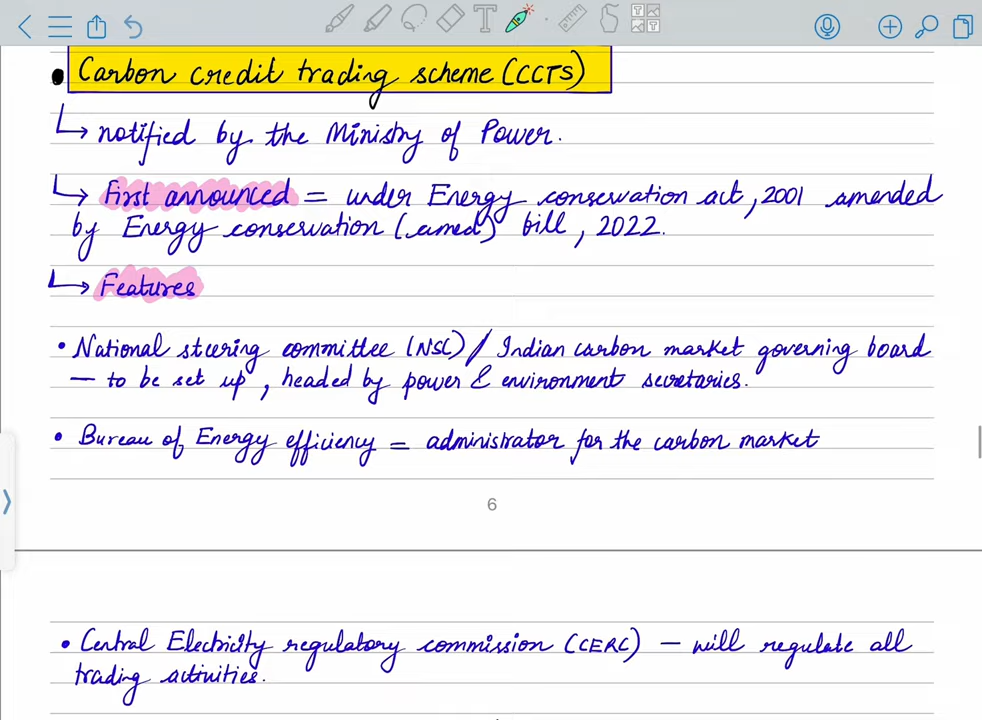 • Carbon credit trading scheme (CCTS)
↳ notified by the Ministry of Power.
↳ First announced = under Energy conservation act, 2001 amended
by Energy conservation (amed) bill, 2022.
↳ Features
• National steering committee (NSC) / Indian carbon market governing board
— to be set up, headed by power & environment secretaries.
• Bureau of Energy efficiency = administrator for the carbon market
6
• Central Electricity regulatory commission (CERC) — will regulate all
trading activities.